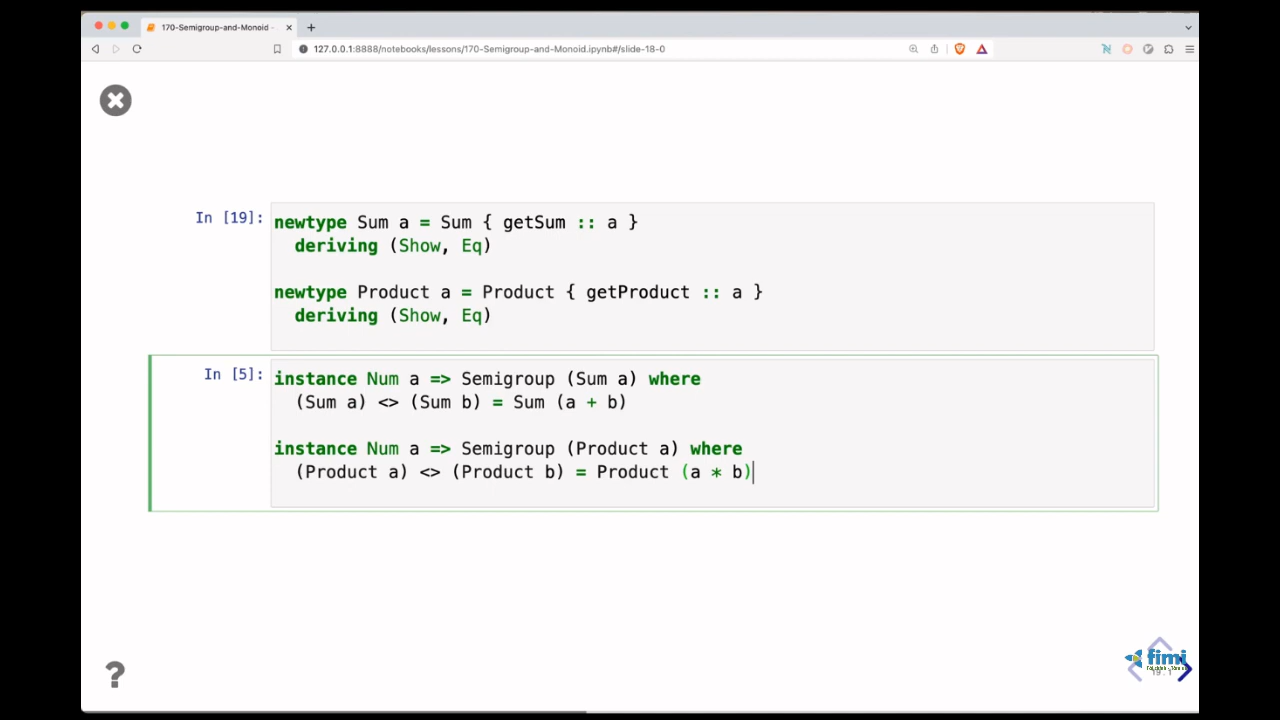 170-Semigroup-and-Monoid -
127.0.0.1:8888/notebooks/lessons/170-Semigroup-and-Monoid.ipynb#/slide-18-0
In [19]:
newtype Sum a = Sum { getSum :: a }
  deriving (Show, Eq)
newtype Product a = Product { getProduct :: a }
  deriving (Show, Eq)
In [5]:
instance Num a => Semigroup (Sum a) where
  (Sum a) <> (Sum b) = Sum (a + b)
instance Num a => Semigroup (Product a) where
  (Product a) <> (Product b) = Product (a * b)
?
fimi